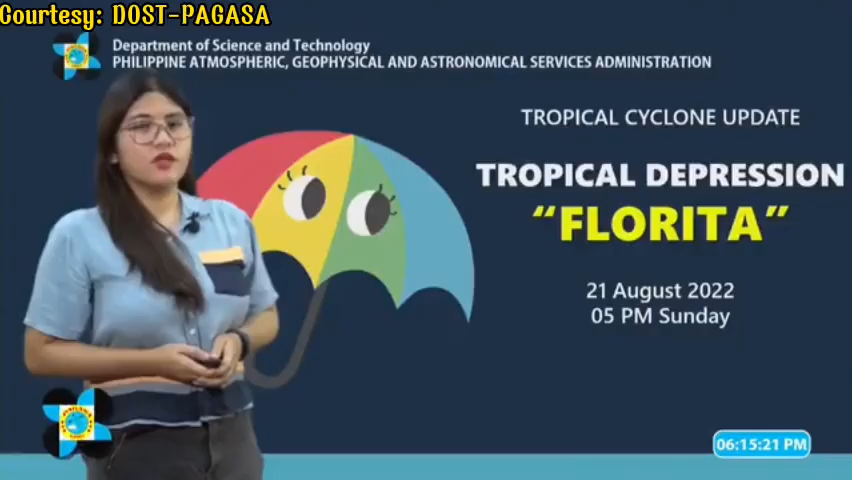 Courtesy: DOST-PAGASA
Department of Science and Technology
PHILIPPINE ATMOSPHERIC, GEOPHYSICAL AND ASTRONOMICAL SERVICES ADMINISTRATION
TROPICAL CYCLONE UPDATE
TROPICAL DEPRESSION
“FLORITA”
21 August 2022
05 PM Sunday
06:15:21 PM